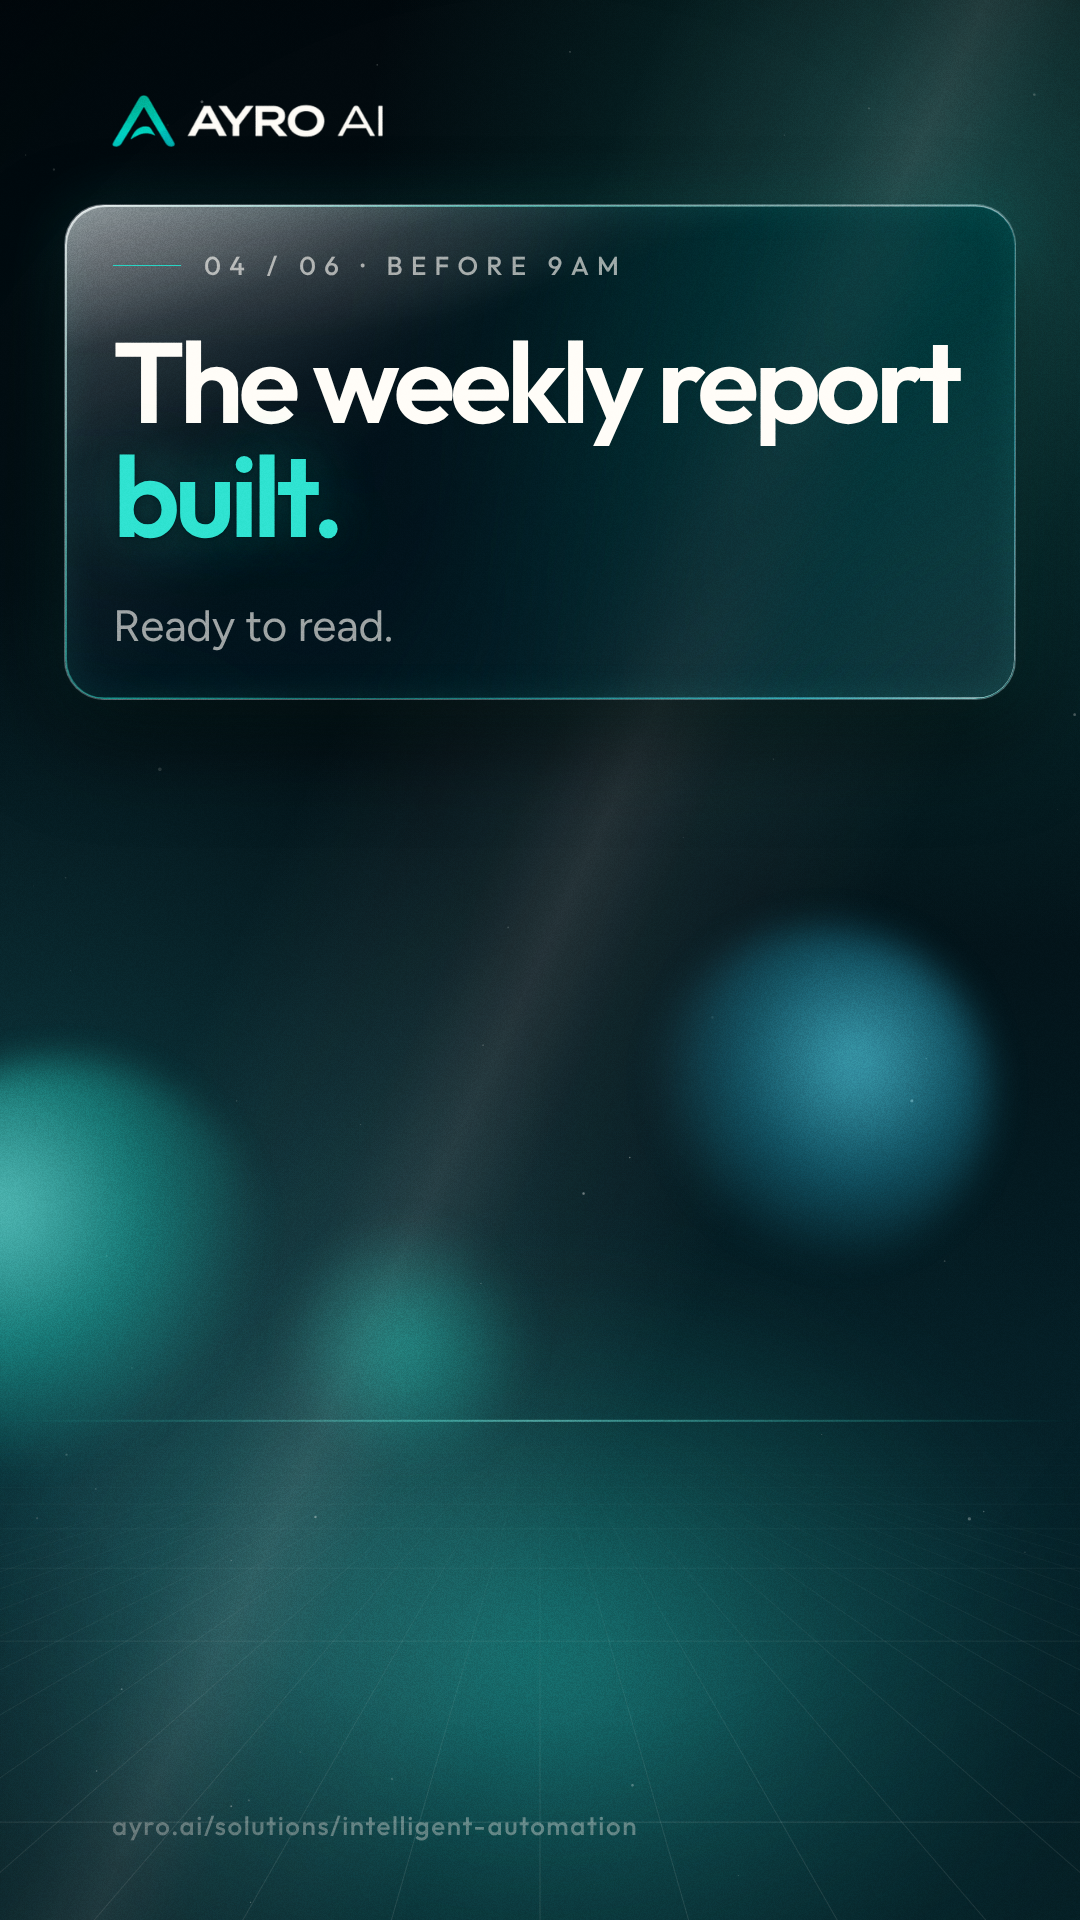 AYRO AI
04 / 06 · BEFORE 9AM
The weekly report
built.
Ready to read.
ayro.ai/solutions/intelligent-automation